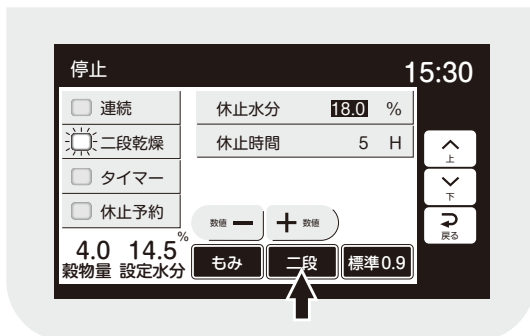 停止 15:30
連続
二段乾燥
タイマー
休止予約
休止水分 18.0 %
休止時間 5 H
上
下
戻る
数値 － ＋ 数値
4.0 14.5%
穀物量 設定水分
もみ 二段 標準0.9